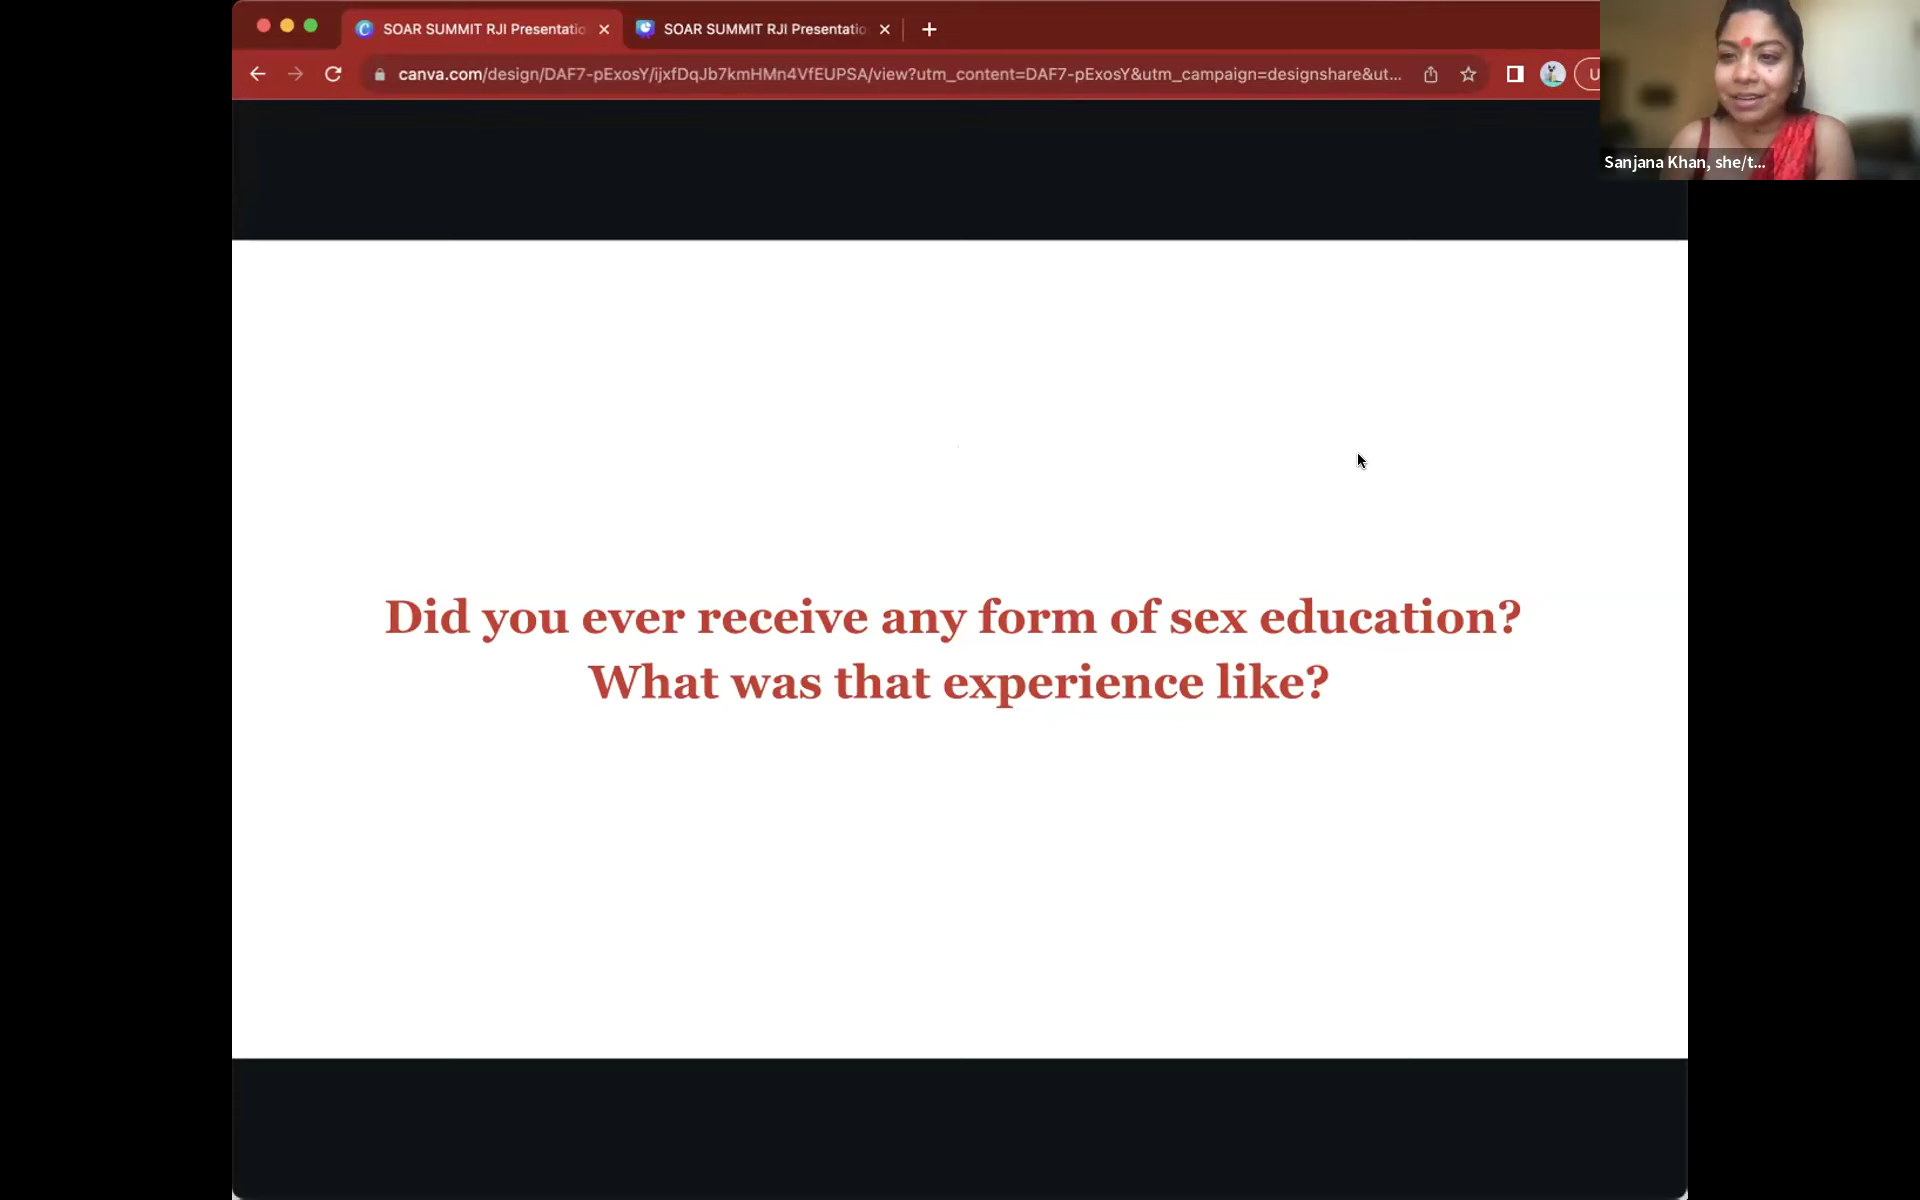 SOAR SUMMIT RJI Presentatio
SOAR SUMMIT RJI Presentatio
canva.com/design/DAF7-pExosY/ijxfDqJb7kmHMn4VfEUPSA/view?utm_content=DAF7-pExosY&utm_campaign=designshare&ut...
U
Sanjana Khan, she/t...
Did you ever receive any form of sex education?
What was that experience like?